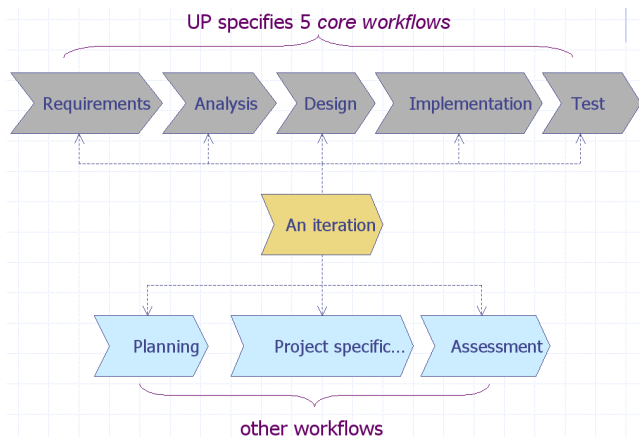 UP specifies 5 core workflows
Requirements
Analysis
Design
Implementation
Test
An iteration
Planning
Project specific...
Assessment
other workflows